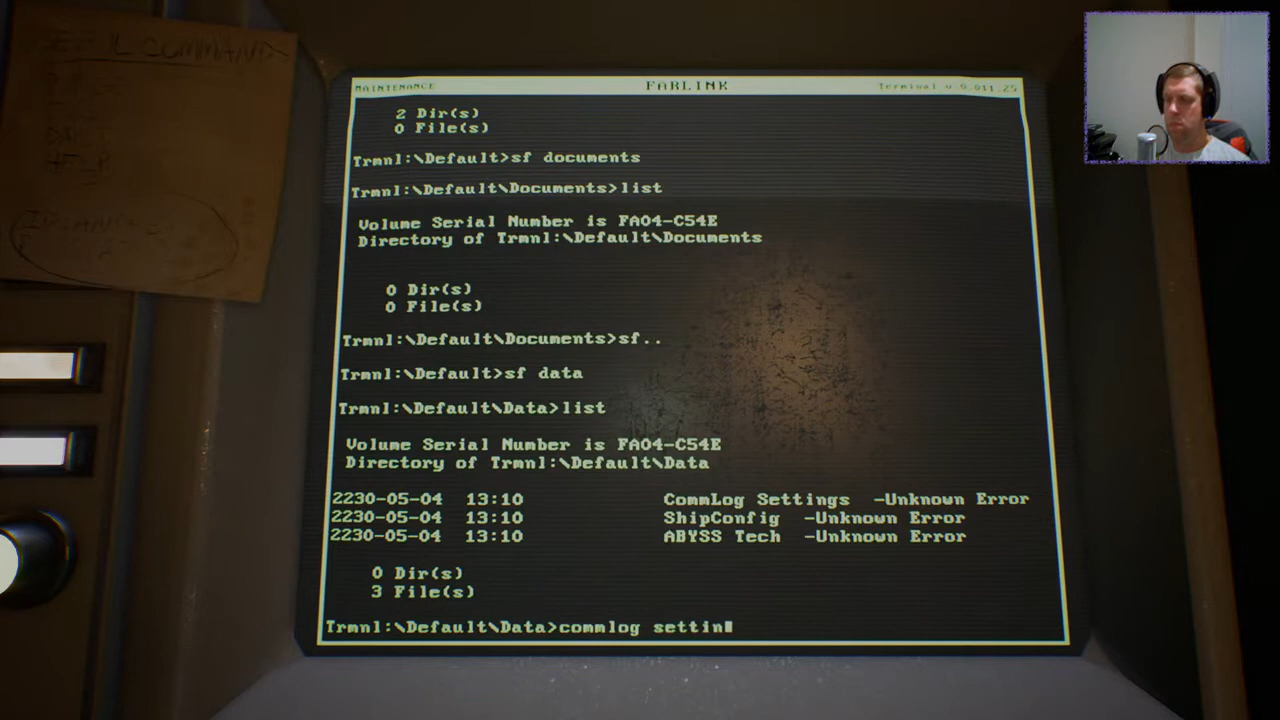 MAINTENANCE
FARLINK
2 Dir(s)
0 File(s)
Trmnl:\Default>sf documents
Trmnl:\Default\Documents>list
Volume Serial Number is FA04-C54E
Directory of Trmnl:\Default\Documents
0 Dir(s)
0 File(s)
Trmnl:\Default\Documents>sf..
Trmnl:\Default>sf data
Trmnl:\Default\Data>list
Volume Serial Number is FA04-C54E
Directory of Trmnl:\Default\Data
2230-05-04 13:10 CommLog Settings -Unknown Error
2230-05-04 13:10 ShipConfig -Unknown Error
2230-05-04 13:10 ABYSS Tech -Unknown Error
0 Dir(s)
3 File(s)
Trmnl:\Default\Data>commlog settin